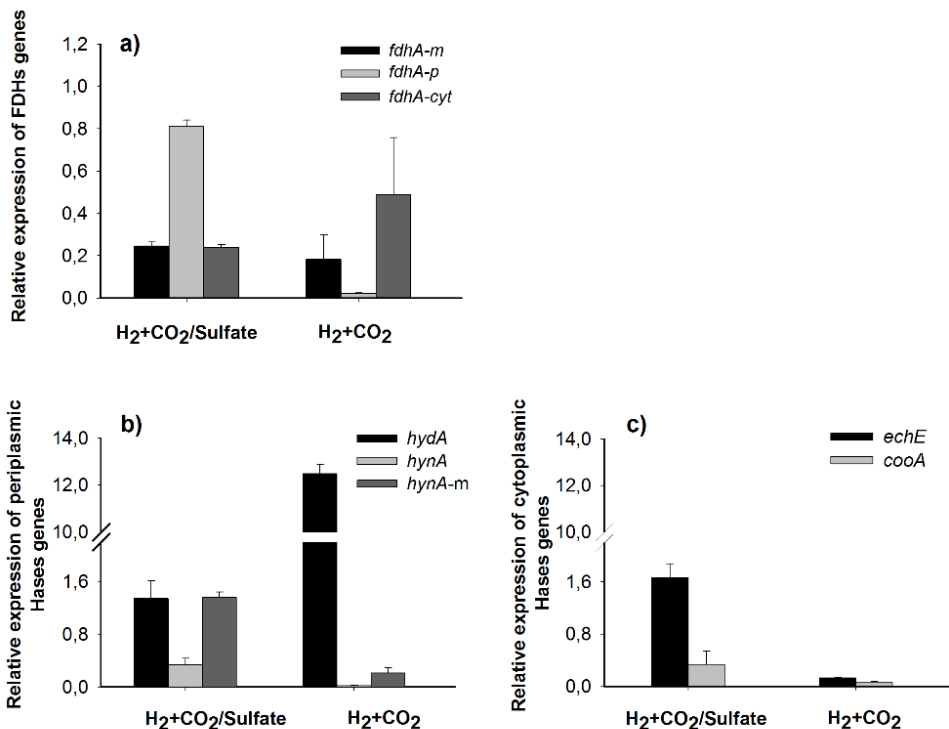 a)
Relative expression of FDHs genes
1,2
1,0
0,8
0,6
0,4
0,2
0,0
fdhA-m
fdhA-p
fdhA-cyt
H2+CO2/Sulfate
H2+CO2
b)
Relative expression of periplasmic
Hases genes
14,0
12,0
10,0
1,6
0,8
0,0
hydA
hynA
hynA-m
H2+CO2/Sulfate
H2+CO2
c)
Relative expression of cytoplasmic
Hases genes
14,0
12,0
10,0
1,6
0,8
0,0
echE
cooA
H2+CO2/Sulfate
H2+CO2